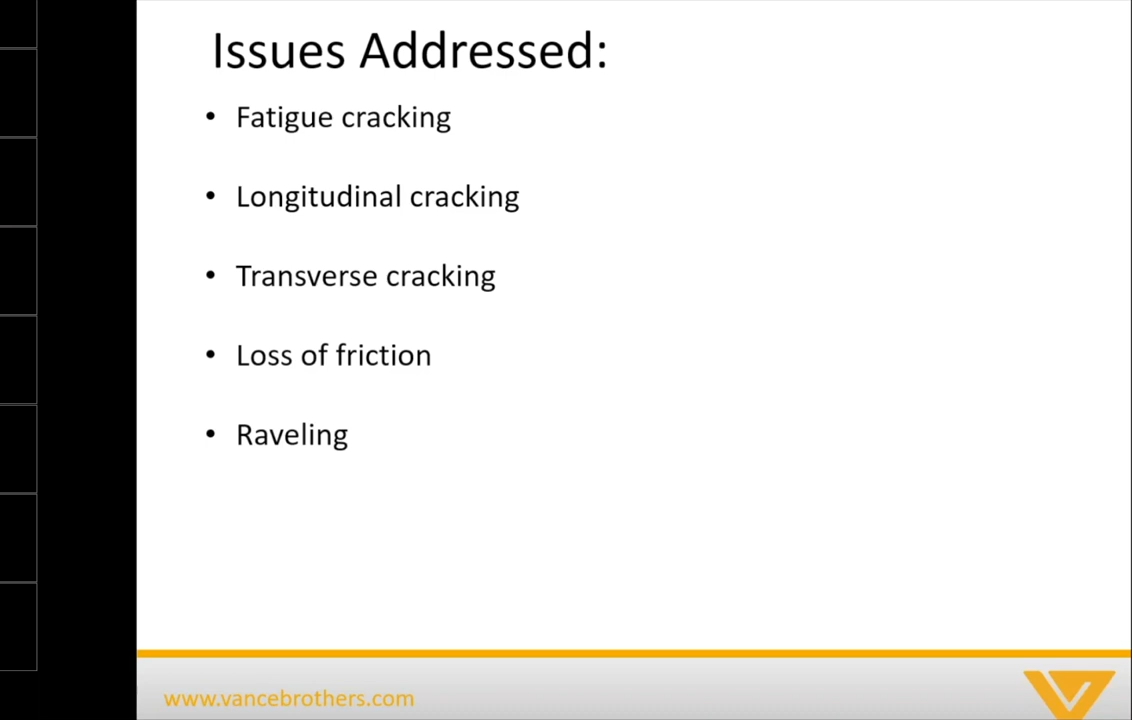 Issues Addressed:
• Fatigue cracking
• Longitudinal cracking
• Transverse cracking
• Loss of friction
• Raveling
www.vancebrothers.com